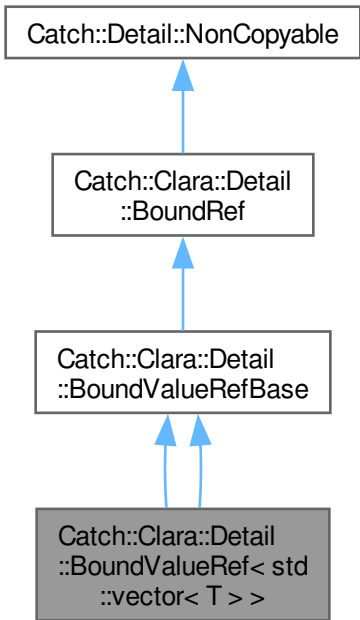 Catch::Detail::NonCopyable
Catch::Clara::Detail
::BoundRef
Catch::Clara::Detail
::BoundValueRefBase
Catch::Clara::Detail
::BoundValueRef< std
::vector< T > >